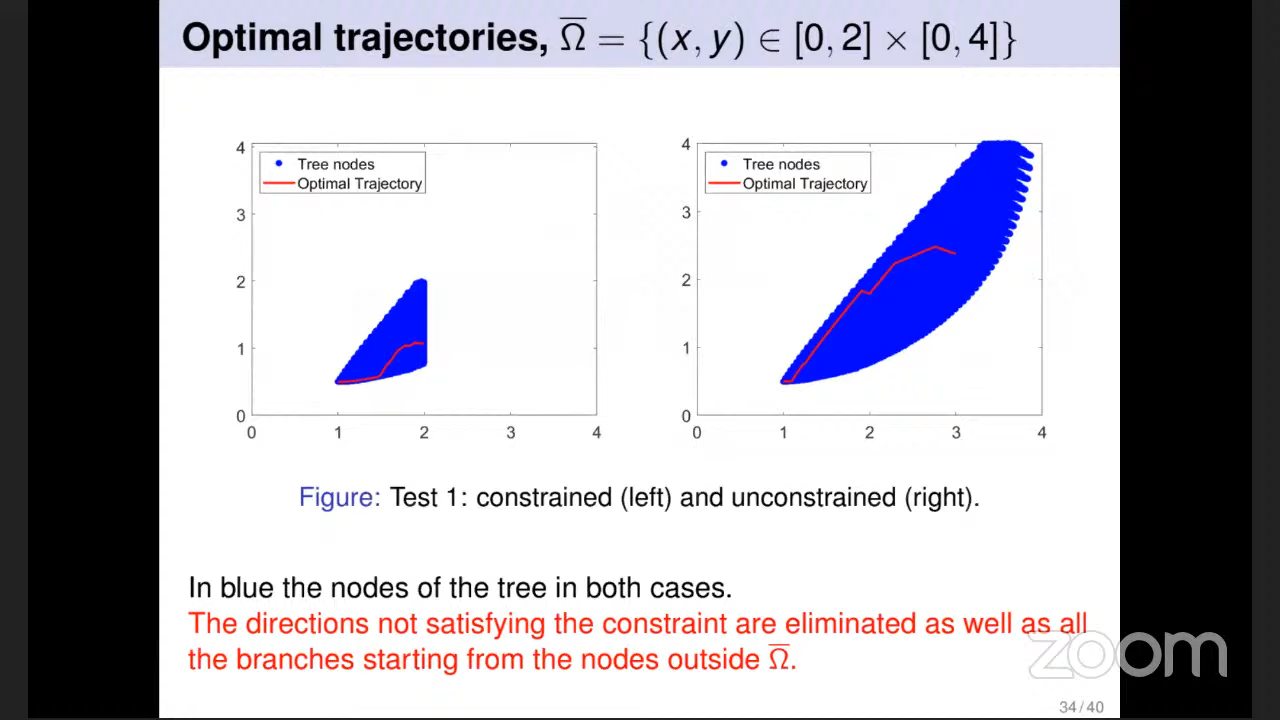 Optimal trajectories, Ω̅ = {(x, y) ∈ [0, 2] × [0, 4]}
4
3
2
1
0
0 1 2 3 4
Tree nodes
Optimal Trajectory
4
3
2
1
0
0 1 2 3 4
Tree nodes
Optimal Trajectory
Figure: Test 1: constrained (left) and unconstrained (right).
In blue the nodes of the tree in both cases.
The directions not satisfying the constraint are eliminated as well as all
the branches starting from the nodes outside Ω̅.
zoom
34 / 40